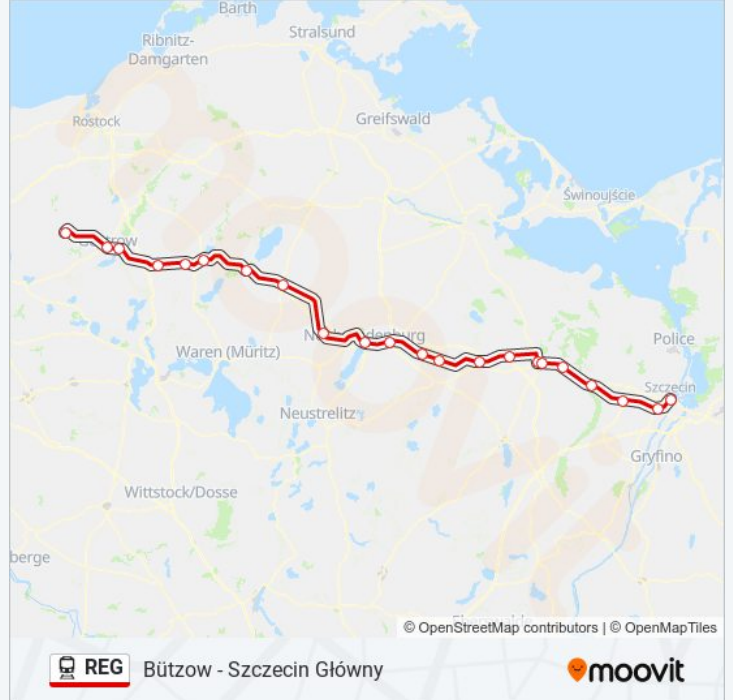 Barth
Stralsund
Ribnitz-
Damgarten
Rostock
Greifswald
Świnoujście
Police
Waren (Müritz)
Szczecin
Neustrelitz
Gryfino
Wittstock/Dosse
berge
© OpenStreetMap contributors | © OpenMapTiles
REG Bützow - Szczecin Główny
moovit